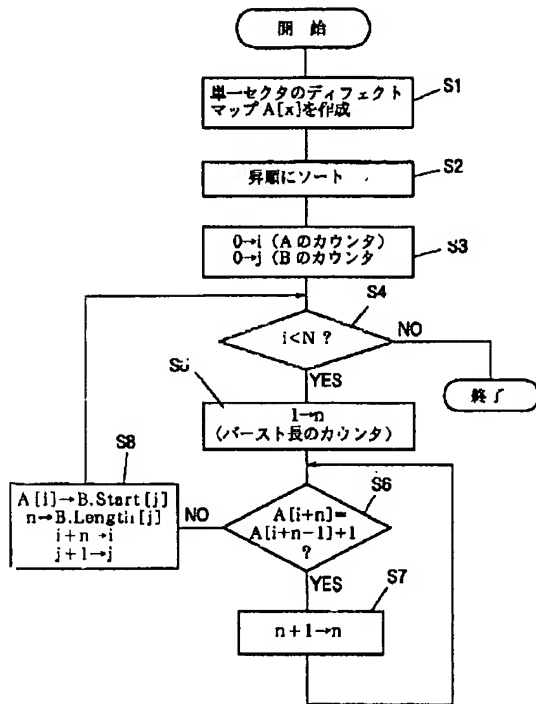 開始
S1
単一セクタのディフェクト
マップ A[x]を作成
S2
昇順にソート
S3
0→i (Aのカウンタ)
0→j (Bのカウンタ
S4
i<N ?
NO
YES
終了
S5
1→n
(バースト長のカウンタ)
S6
A[i+n]=
A[i+n-1]+1
?
NO
YES
S8
A[i]→B.Start[j]
n→B.Length[j]
i+n→i
j+1→j
S7
n+1→n